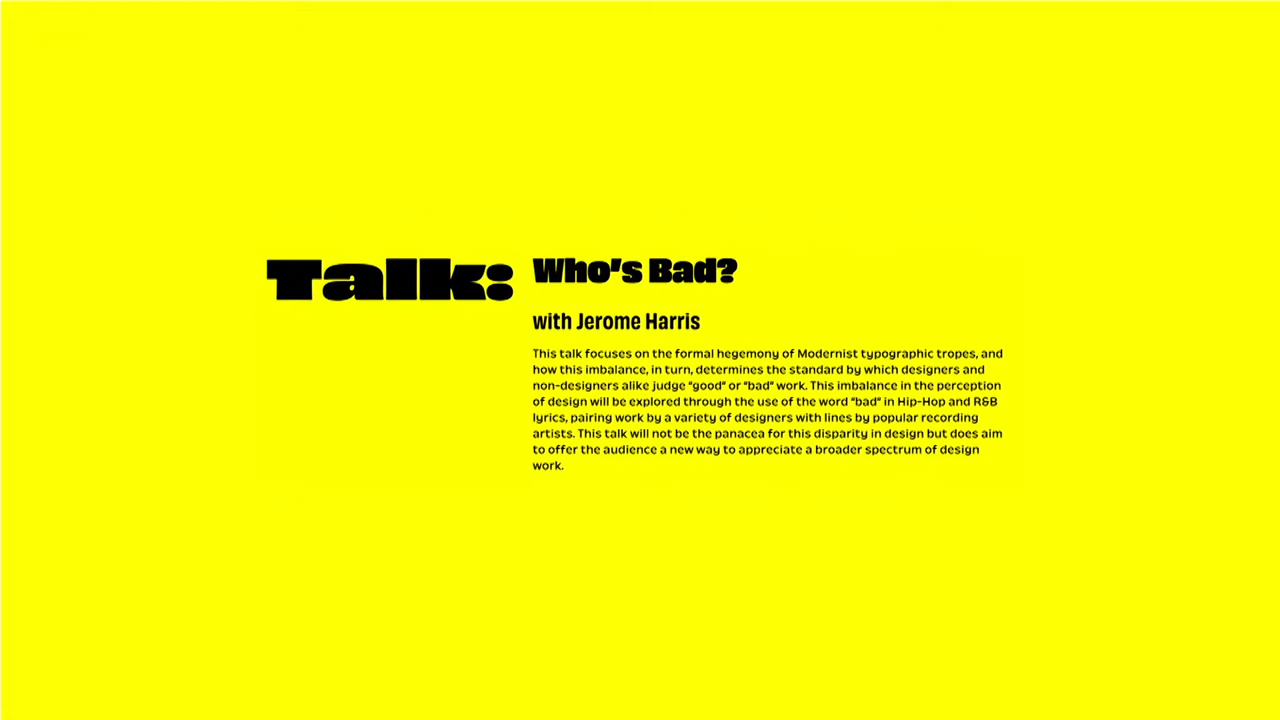 Talk:
Who's Bad?
with Jerome Harris
This talk focuses on the formal hegemony of Modernist typographic tropes, and
how this imbalance, in turn, determines the standard by which designers and
non-designers alike judge "good" or "bad" work. This imbalance in the perception
of design will be explored through the use of the word "bad" in Hip-Hop and R&B
lyrics, pairing work by a variety of designers with lines by popular recording
artists. This talk will not be the panacea for this disparity in design but does aim
to offer the audience a new way to appreciate a broader spectrum of design
work.